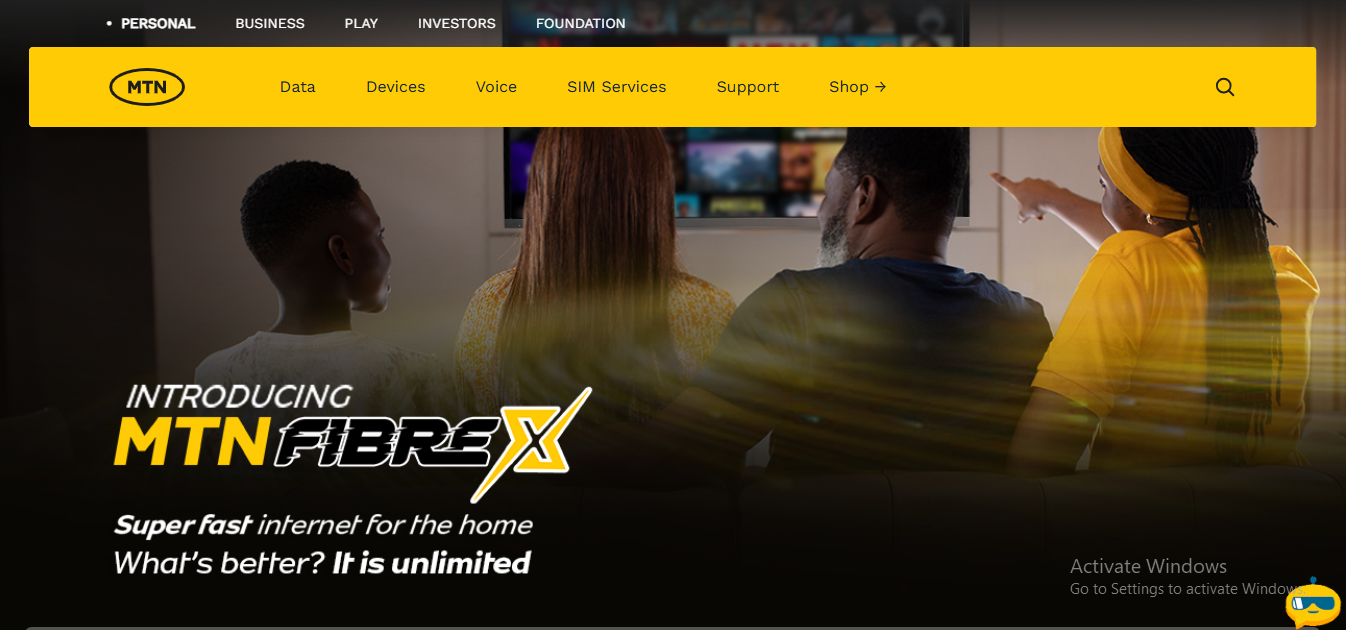 • PERSONAL BUSINESS PLAY INVESTORS FOUNDATION
MTN Data Devices Voice SIM Services Support Shop →
INTRODUCING
MTN FIBREX
Super fast internet for the home
What's better? It is unlimited
Activate Windows
Go to Settings to activate Windows.